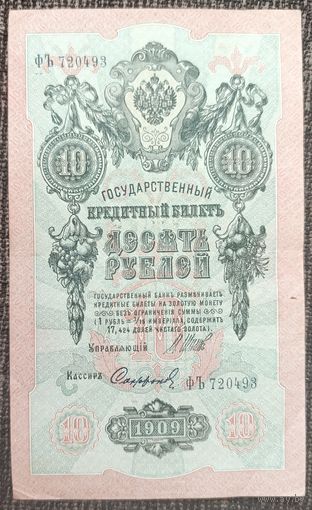 ФЪ 720493
10 10
ГОСУДАРСТВЕННЫЙ
КРЕДИТНЫЙ БИЛЕТЪ
ДЕСЯТЬ
РУБЛЕЙ
ГОСУДАРСТВЕННЫЙ БАНКЪ РАЗМѢНИВАЕТЪ
КРЕДИТНЫЕ БИЛЕТЫ НА ЗОЛОТУЮ МОНЕТУ
БЕЗЪ ОГРАНИЧЕНІЯ СУММЫ
(1 РУБЛЬ = 1/15 ИМПЕРІАЛА, СОДЕРЖИТЪ
17,424 ДОЛЕЙ ЧИСТАГО ЗОЛОТА).
УПРАВЛЯЮЩІЙ
КАССИРЪ
ФЪ 720493
10 1909 10
ay.by